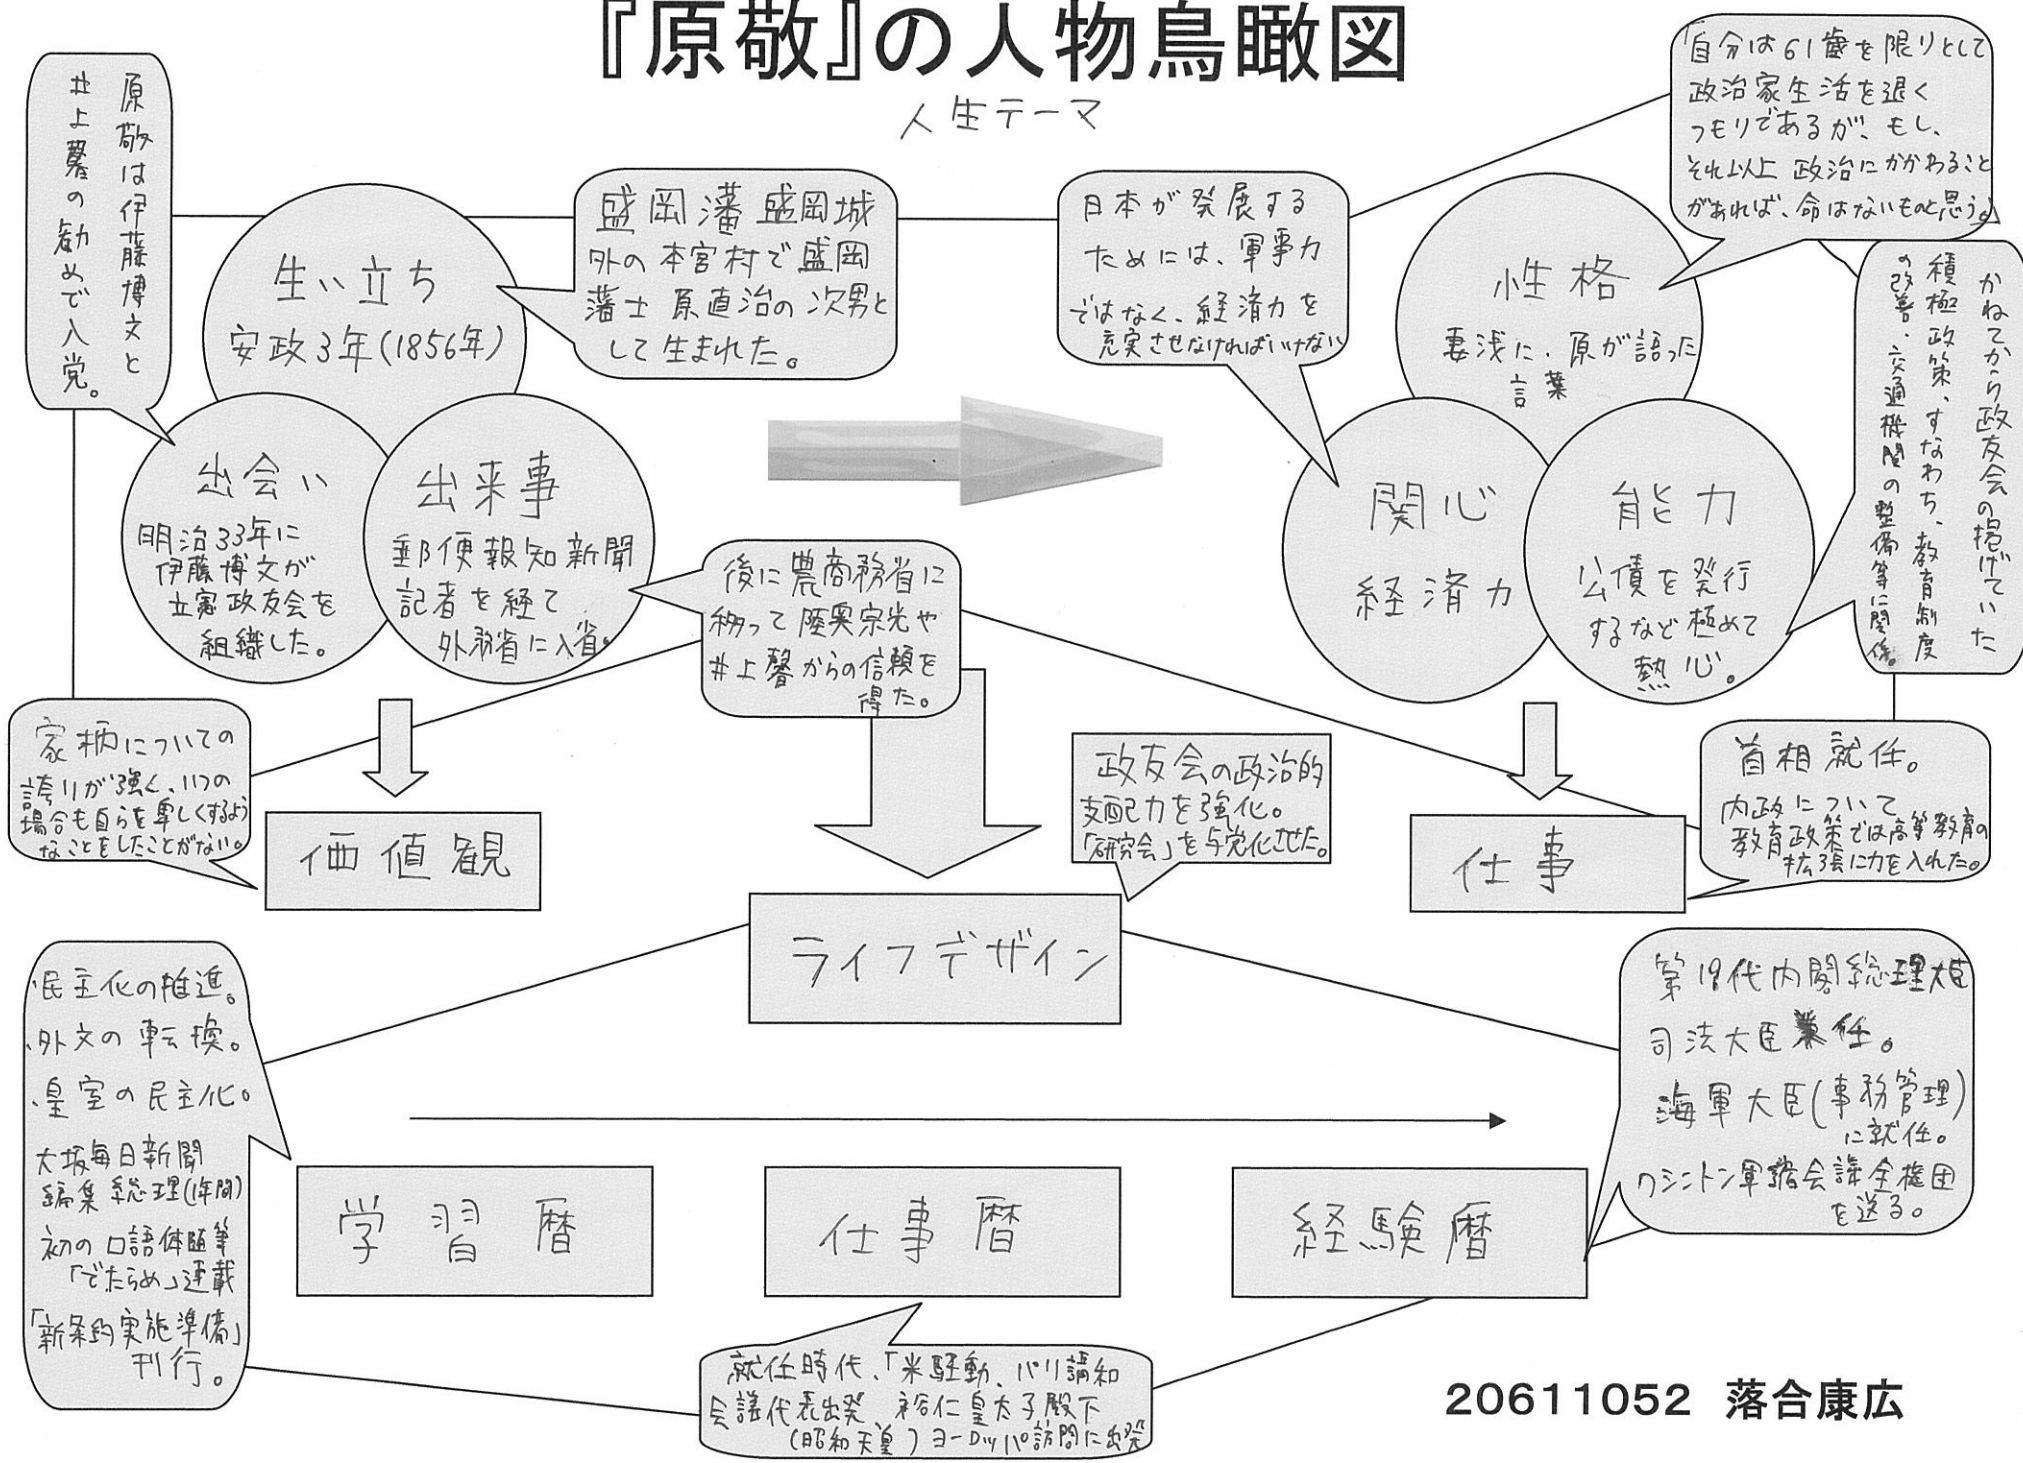 『原敬』の人物鳥瞰図
人生テーマ
原敬は伊藤博文と
井上馨の勧めで入党。
生い立ち
安政3年(1856年)
盛岡藩盛岡城
外の本宮村で盛岡
藩士原直治の次男と
して生まれた。
出会い
明治33年に
伊藤博文が
立憲政友会を
組織した。
出来事
郵便報知新聞
記者を経て
外務省に入省。
後に農商務省に
移って陸奥宗光や
井上馨からの信頼を
得た。
日本が発展する
ためには、軍事力
ではなく、経済力を
充実させなければいけない
「自分は61歳を限りとして
政治家生活を退く
つもりであるが、もし、
それ以上政治にかかわること
があれば、命はないものと思う。」
性格
妻浅に、原が語った
言葉
関心
経済力
能力
公債を発行
するなど極めて
熱心。
かねてから政友会の掲げていた
積極政策、すなわち、教育制度
の改善、交通機関の整備等に関係。
家柄についての
誇りが強く、いつの
場合も自らを卑しくするよう
なことをしたことがない。
価値観
政友会の政治的
支配力を強化。
「研究会」を与党化させた。
ライフデザイン
首相就任。
内政について
教育政策では高等教育の
拡張に力を入れた。
仕事
・民主化の推進。
・外文の転換。
・皇室の民主化。
大坂毎日新聞
編集総理(1年間)
初の口語体随筆
「でたらめ」連載
「新条約実施準備」
刊行。
学習暦
仕事暦
経験暦
第19代内閣総理大臣
司法大臣兼任。
海軍大臣(事務管理)
に就任。
ワシントン軍縮会議全権団
を送る。
就任時代、「米騒動、パリ講和
会議代表出発 裕仁皇太子殿下
(昭和天皇)ヨーロッパ訪問に出発
20611052 落合康広